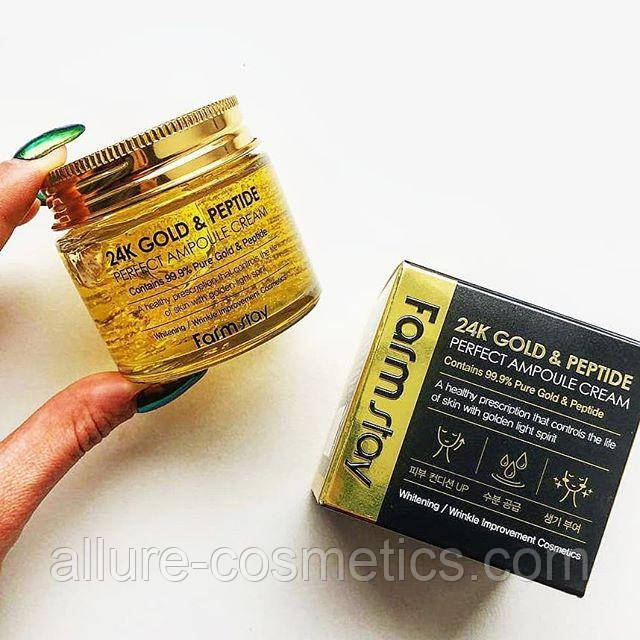 24K GOLD & PEPTIDE
PERFECT AMPOULE CREAM
Contains 99.9% Pure Gold & Peptide
A healthy prescription that controls the life
of skin with golden light spirit
Whitening / Wrinkle Improvement Cosmetics
Farmstay
Farmstay
24K GOLD & PEPTIDE
PERFECT AMPOULE CREAM
Contains 99.9% Pure Gold & Peptide
A healthy prescription that controls the life
of skin with golden light spirit
피부 컨디션 UP 수분 공급 생기 부여
Whitening / Wrinkle Improvement Cosmetics
allure-cosmetics.com